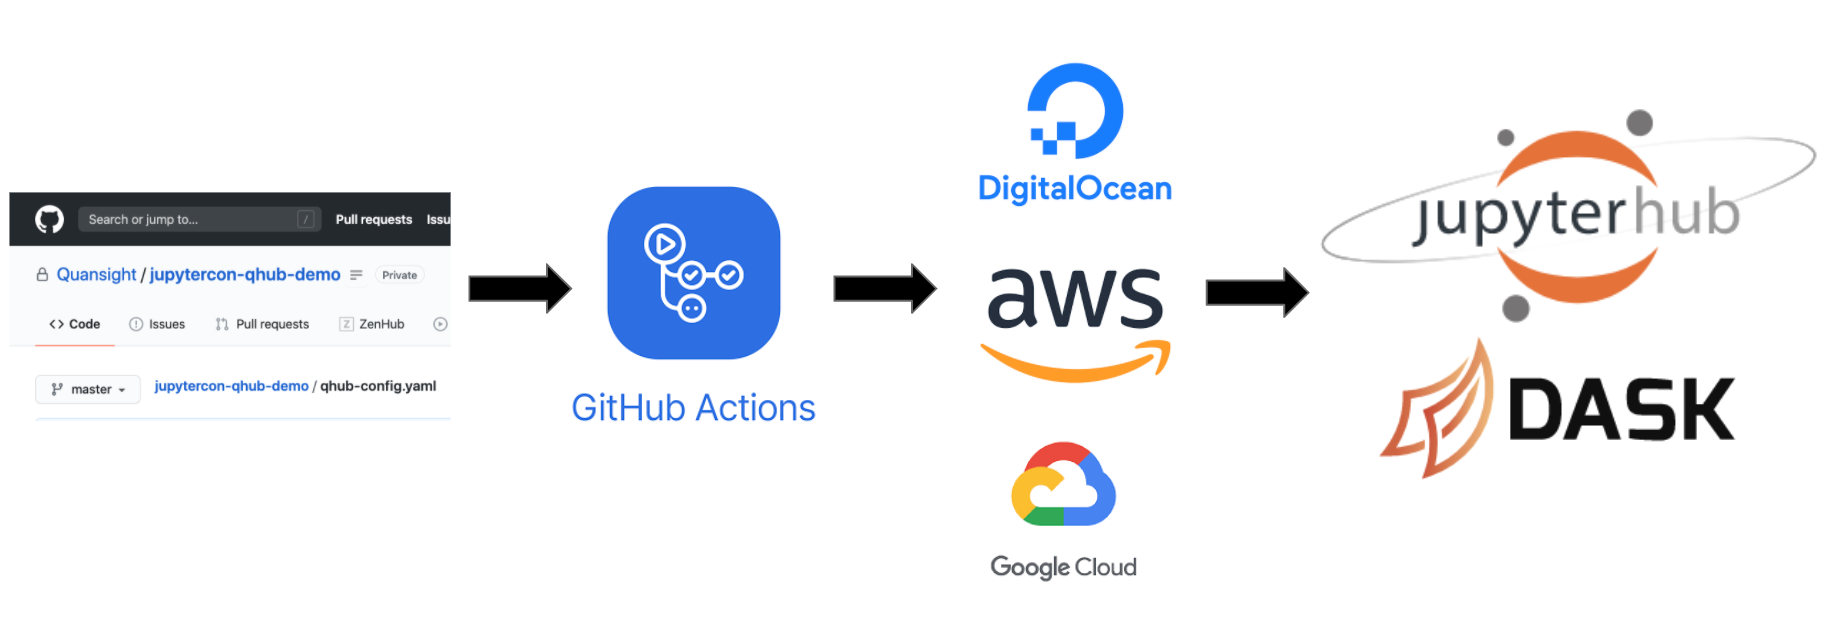 Search or jump to... /
Pull requests
Issu
Quansight / jupytercon-qhub-demo
Private
Code
Issues
Pull requests
Z ZenHub
master
jupytercon-qhub-demo / qhub-config.yaml
GitHub Actions
DigitalOcean
aws
Google Cloud
jupyterhub
DASK